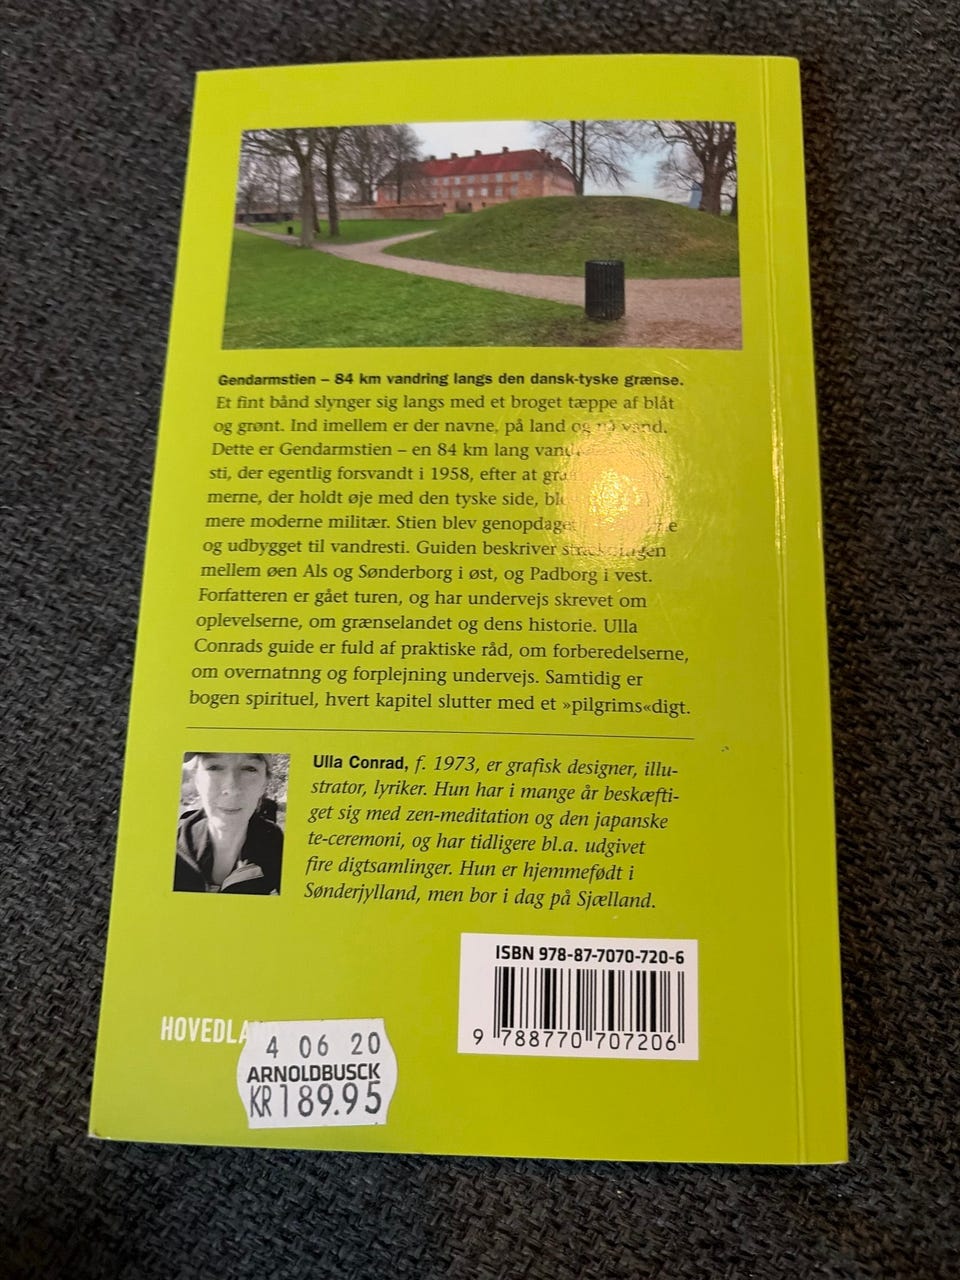 Gendarmstien – 84 km vandring langs den dansk-tyske grænse.
Et fint bånd slynger sig langs med et broget tæppe af blåt
og grønt. Ind imellem er der navne, på land og på vand.
Dette er Gendarmstien – en 84 km lang
sti, der egentlig forsvandt i 1958, efter at
merne, der holdt øje med den tyske side,
mere moderne militær. Stien blev genopdaget
og udbygget til vandresti. Guiden beskriver strækningen
mellem øen Als og Sønderborg i øst, og Padborg i vest.
Forfatteren er gået turen, og har undervejs skrevet om
oplevelserne, om grænselandet og dens historie. Ulla
Conrads guide er fuld af praktiske råd, om forberedelserne,
om overnatnng og forplejning undervejs. Samtidig er
bogen spirituel, hvert kapitel slutter med et »pilgrims«digt.
Ulla Conrad, f. 1973, er grafisk designer, illu-
strator, lyriker. Hun har i mange år beskæfti-
get sig med zen-meditation og den japanske
te-ceremoni, og har tidligere bl.a. udgivet
fire digtsamlinger. Hun er hjemmefødt i
Sønderjylland, men bor i dag på Sjælland.
ISBN 978-87-7070-720-6
9 788770 707206
4 06 20
ARNOLDBUSCK
KR 189.95